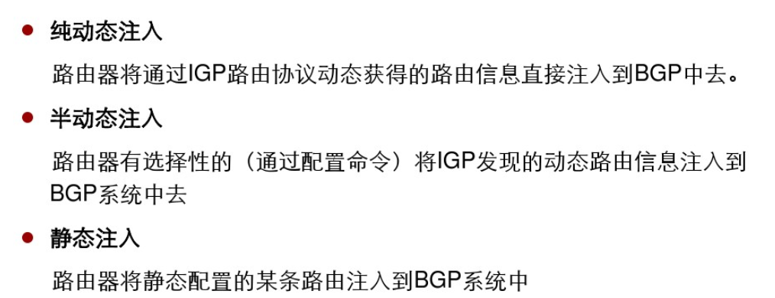 纯动态注入
路由器将通过IGP路由协议动态获得的路由信息直接注入到BGP中去。
半动态注入
路由器有选择性的（通过配置命令）将IGP发现的动态路由信息注入到
BGP系统中去
静态注入
路由器将静态配置的某条路由注入到BGP系统中